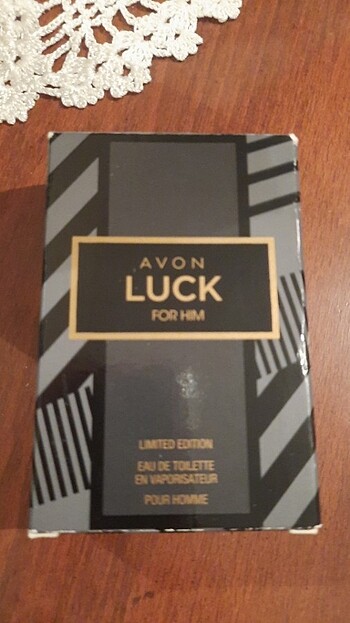 AVON
LUCK
FOR HIM
LIMITED EDITION
EAU DE TOILETTE
EN VAPORISATEUR
POUR HOMME